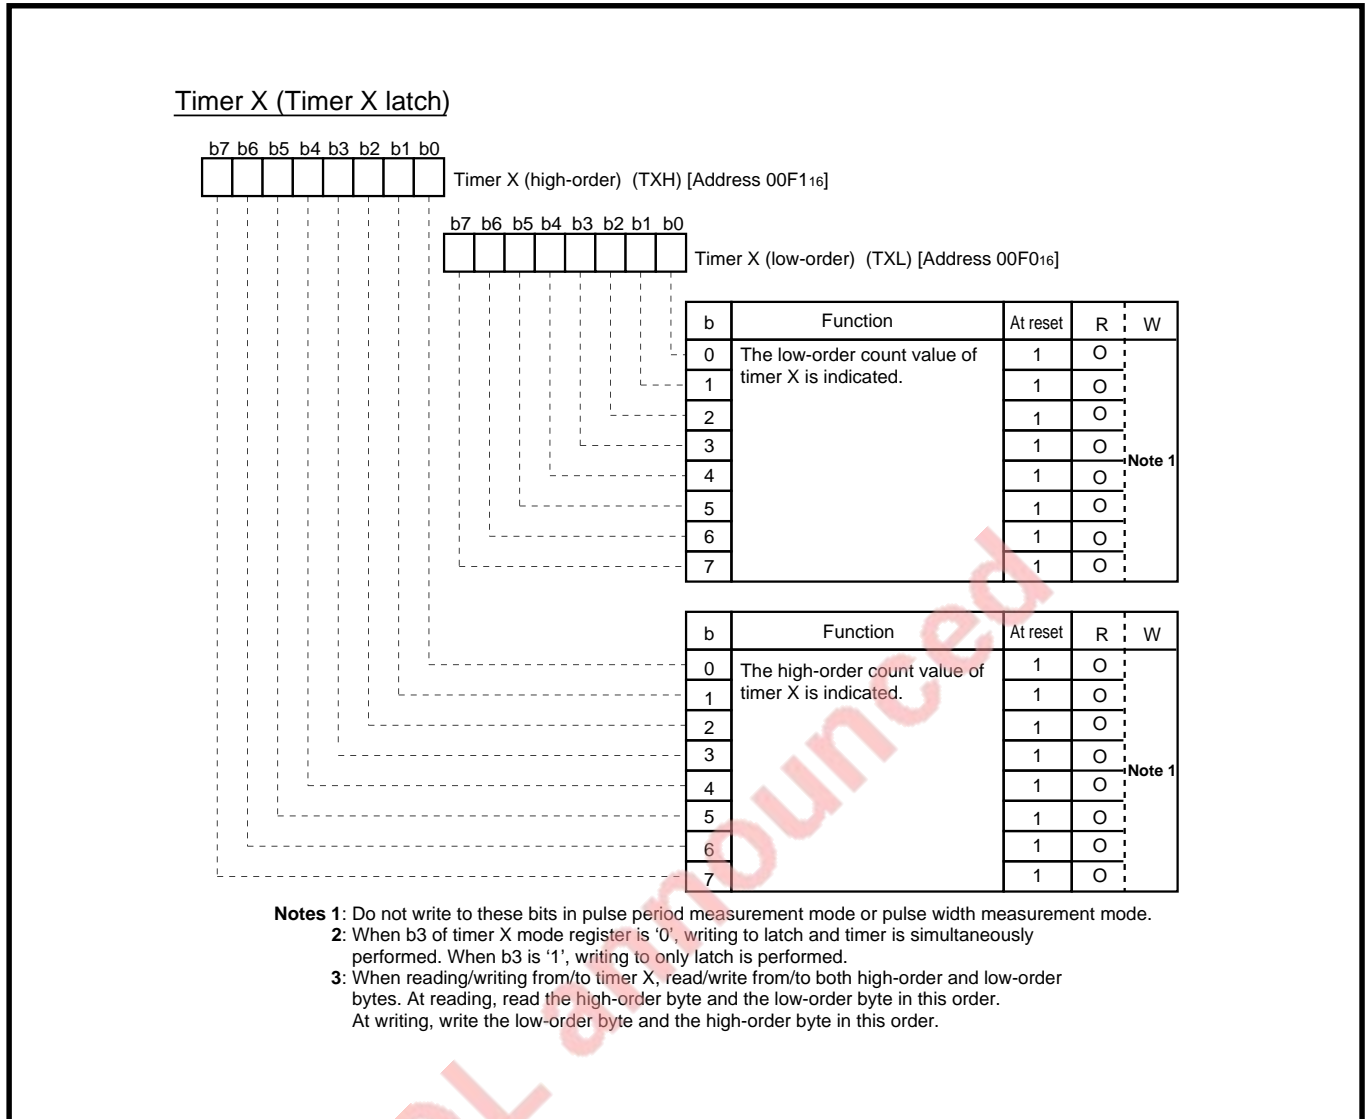 Timer X (Timer X latch)
b7 b6 b5 b4 b3 b2 b1 b0
Timer X (high-order) (TXH) [Address 00F116]
b7 b6 b5 b4 b3 b2 b1 b0
Timer X (low-order) (TXL) [Address 00F016]
b Function At reset R W
0 The low-order count value of 1 O
timer X is indicated.
1 1 O
2 1 O
3 1 O
Note 1
4 1 O
5 1 O
6 1 O
7 1 O
b Function At reset R W
0 The high-order count value of 1 O
1 timer X is indicated. 1 O
2 1 O
3 1 O
Note 1
4 1 O
5 1 O
6 1 O
7 1 O
Notes 1: Do not write to these bits in pulse period measurement mode or pulse width measurement mode.
2: When b3 of timer X mode register is ‘0’, writing to latch and timer is simultaneously
performed. When b3 is ‘1’, writing to only latch is performed.
3: When reading/writing from/to timer X, read/write from/to both high-order and low-order
bytes. At reading, read the high-order byte and the low-order byte in this order.
At writing, write the low-order byte and the high-order byte in this order.
announced